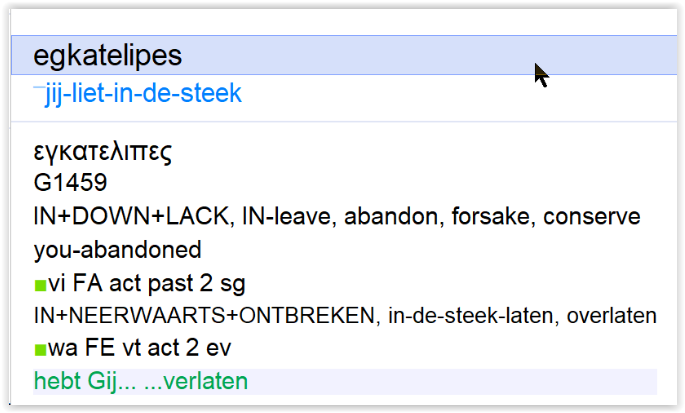 egkatelipes
¯jij-liet-in-de-steek
εγκατελιπες
G1459
IN+DOWN+LACK, IN-leave, abandon, forsake, conserve
you-abandoned
■vi FA act past 2 sg
IN+NEERWAARTS+ONTBREKEN, in-de-steek-laten, overlaten
■wa FE vt act 2 ev
hebt Gij... ...verlaten